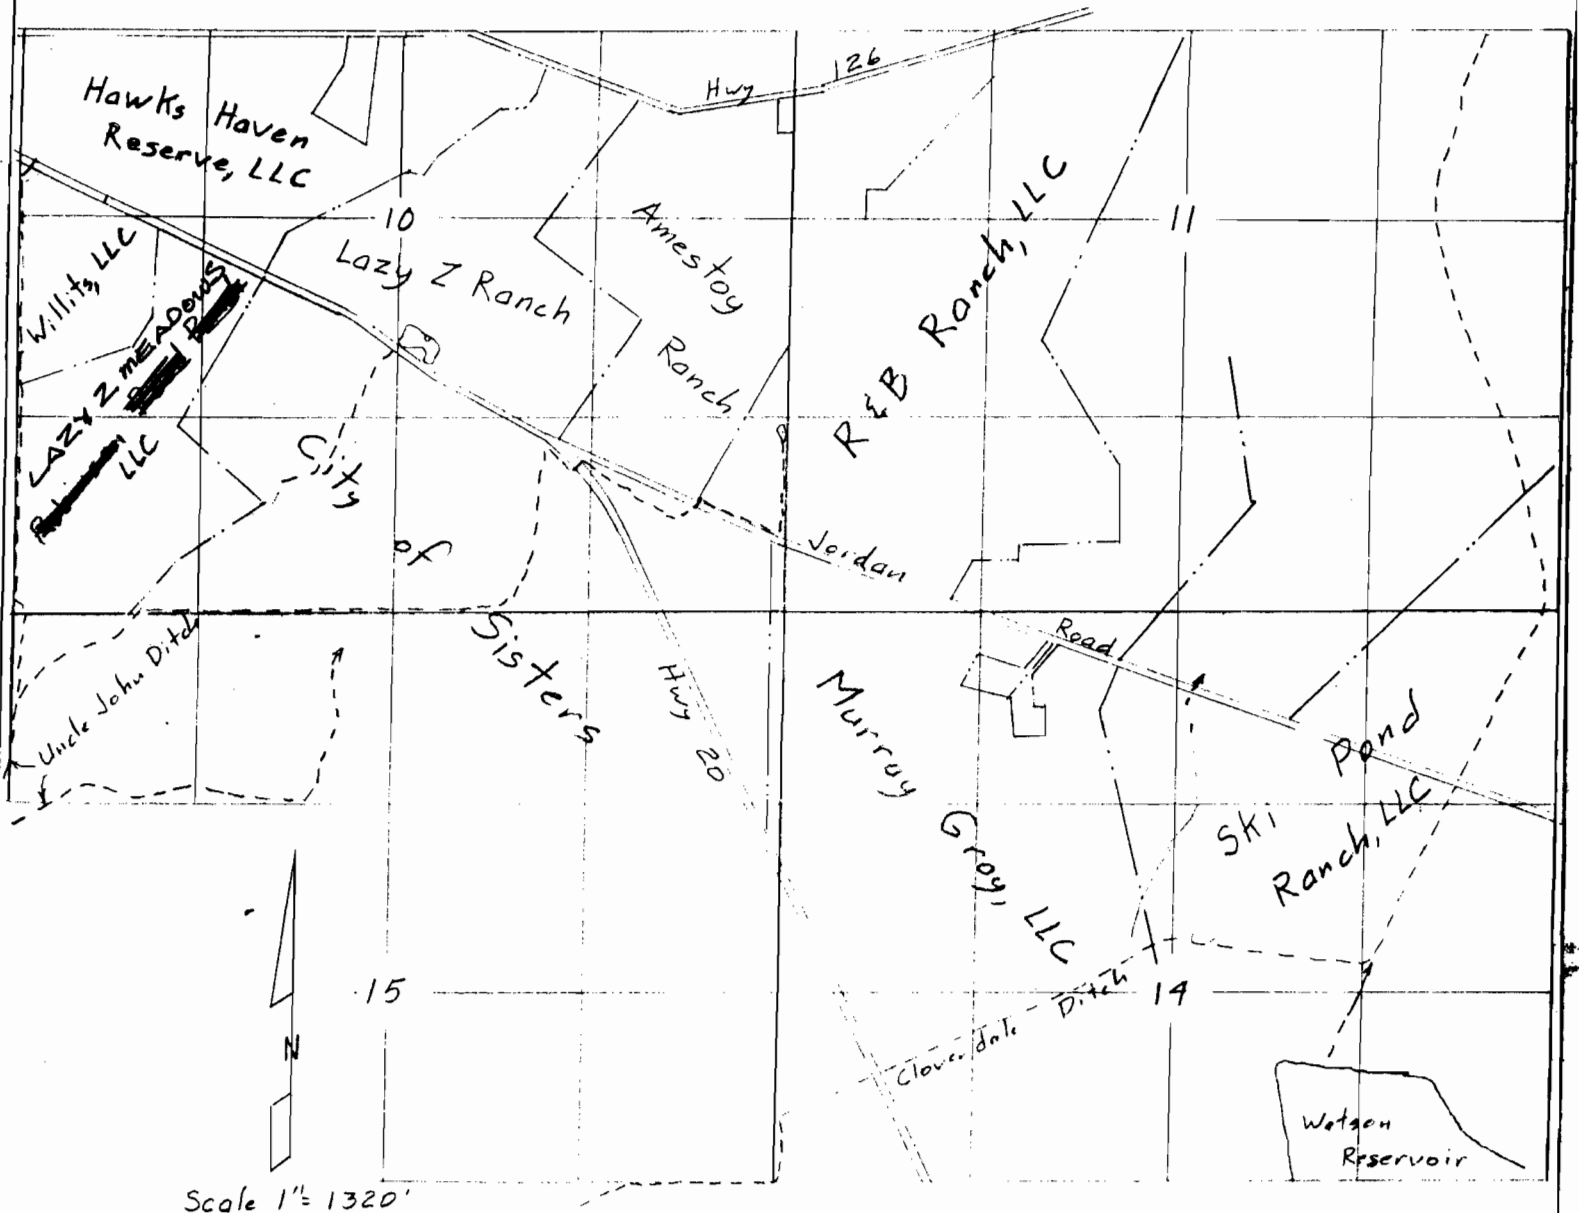 Hwy 126
Hawks Haven
Reserve, LLC
10
11
Willits, LLC
LAZY Z MEADOWS
LLC
Lazy Z Ranch
Amestoy
Ranch
R & B Ranch, LLC
City
of
Sisters
Jordan
Road
Uncle John Ditch
Hwy 20
Murray
Gray, LLC
Ski Pond
Ranch, LLC
15
14
Cloverdale Ditch
N
Watson
Reservoir
Scale 1"= 1320'